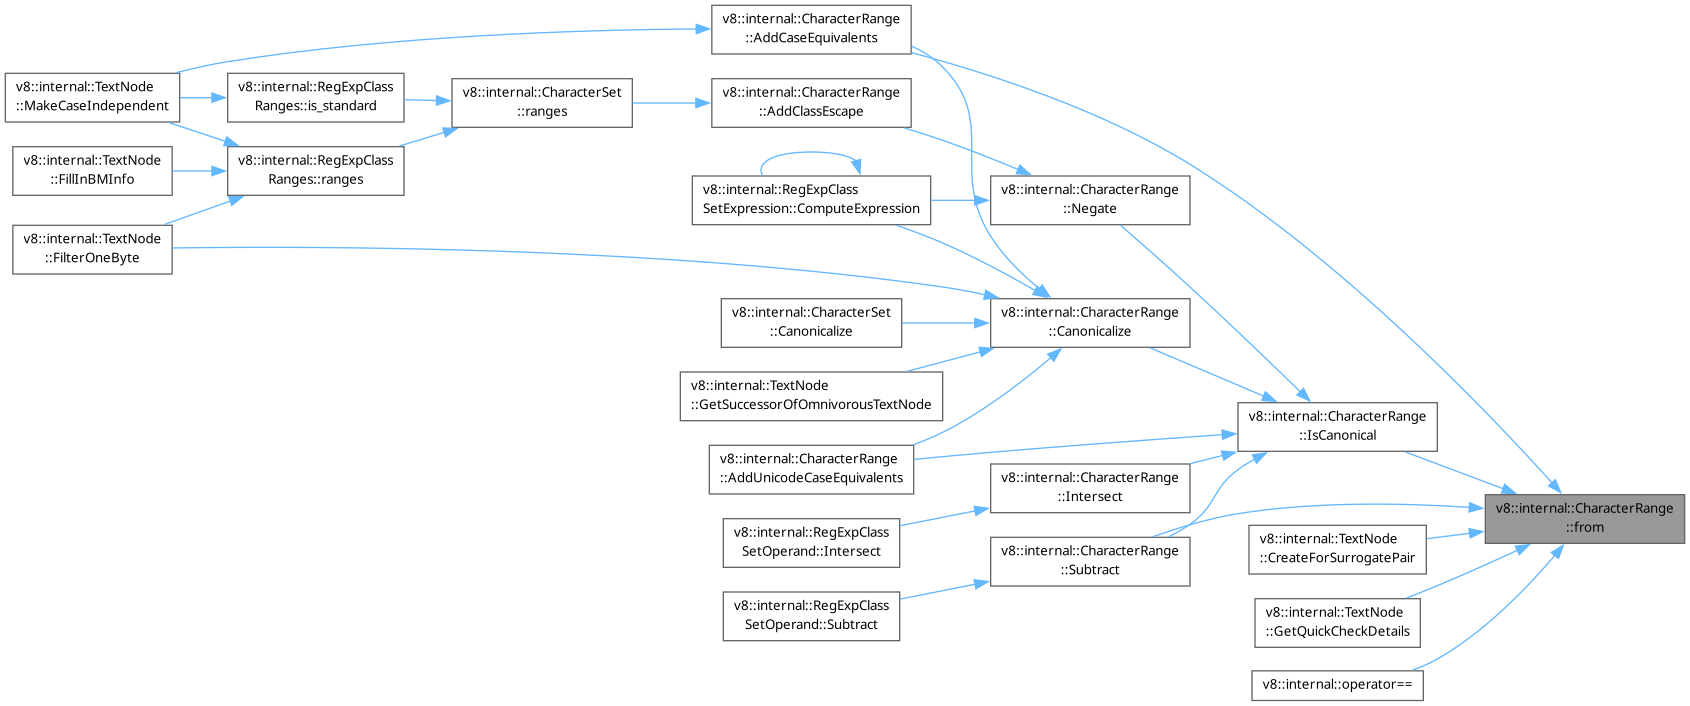 v8::internal::CharacterRange
::AddCaseEquivalents
v8::internal::TextNode
::MakeCaseIndependent
v8::internal::RegExpClass
Ranges::is_standard
v8::internal::CharacterSet
::ranges
v8::internal::CharacterRange
::AddClassEscape
v8::internal::TextNode
::FillInBMInfo
v8::internal::RegExpClass
Ranges::ranges
v8::internal::RegExpClass
SetExpression::ComputeExpression
v8::internal::CharacterRange
::Negate
v8::internal::TextNode
::FilterOneByte
v8::internal::CharacterSet
::Canonicalize
v8::internal::CharacterRange
::Canonicalize
v8::internal::TextNode
::GetSuccessorOfOmnivorousTextNode
v8::internal::CharacterRange
::IsCanonical
v8::internal::CharacterRange
::AddUnicodeCaseEquivalents
v8::internal::CharacterRange
::Intersect
v8::internal::CharacterRange
::from
v8::internal::RegExpClass
SetOperand::Intersect
v8::internal::TextNode
::CreateForSurrogatePair
v8::internal::CharacterRange
::Subtract
v8::internal::RegExpClass
SetOperand::Subtract
v8::internal::TextNode
::GetQuickCheckDetails
v8::internal::operator==